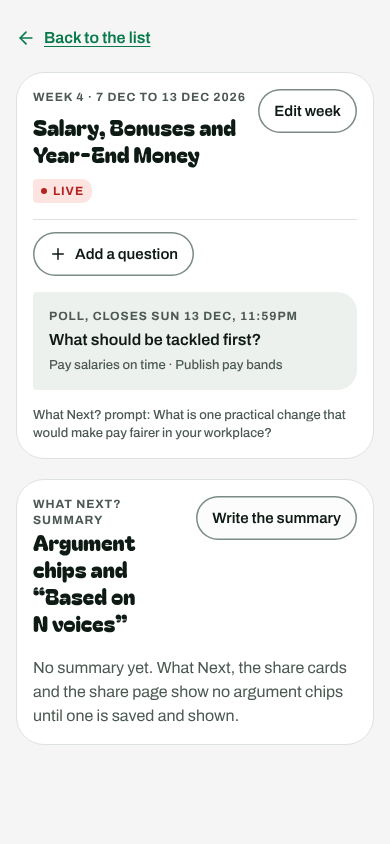 Back to the list
WEEK 4 · 7 DEC TO 13 DEC 2026
Edit week
Salary, Bonuses and
Year-End Money
LIVE
Add a question
POLL, CLOSES SUN 13 DEC, 11:59PM
What should be tackled first?
Pay salaries on time · Publish pay bands
What Next? prompt: What is one practical change that
would make pay fairer in your workplace?
WHAT NEXT?
SUMMARY
Write the summary
Argument
chips and
“Based on
N voices”
No summary yet. What Next, the share cards
and the share page show no argument chips
until one is saved and shown.